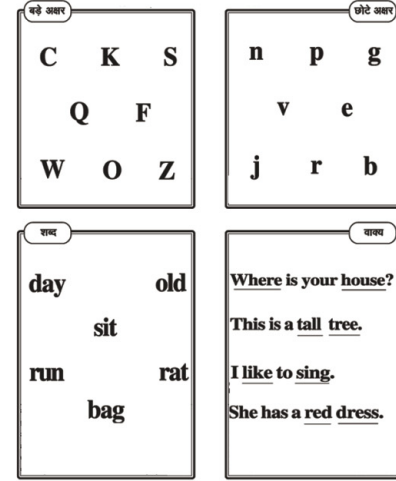 बड़े अक्षर
C K S
Q F
W O Z
छोटे अक्षर
n p g
v e
j r b
शब्द
day old
sit
run rat
bag
वाक्य
Where is your house?
This is a tall tree.
I like to sing.
She has a red dress.